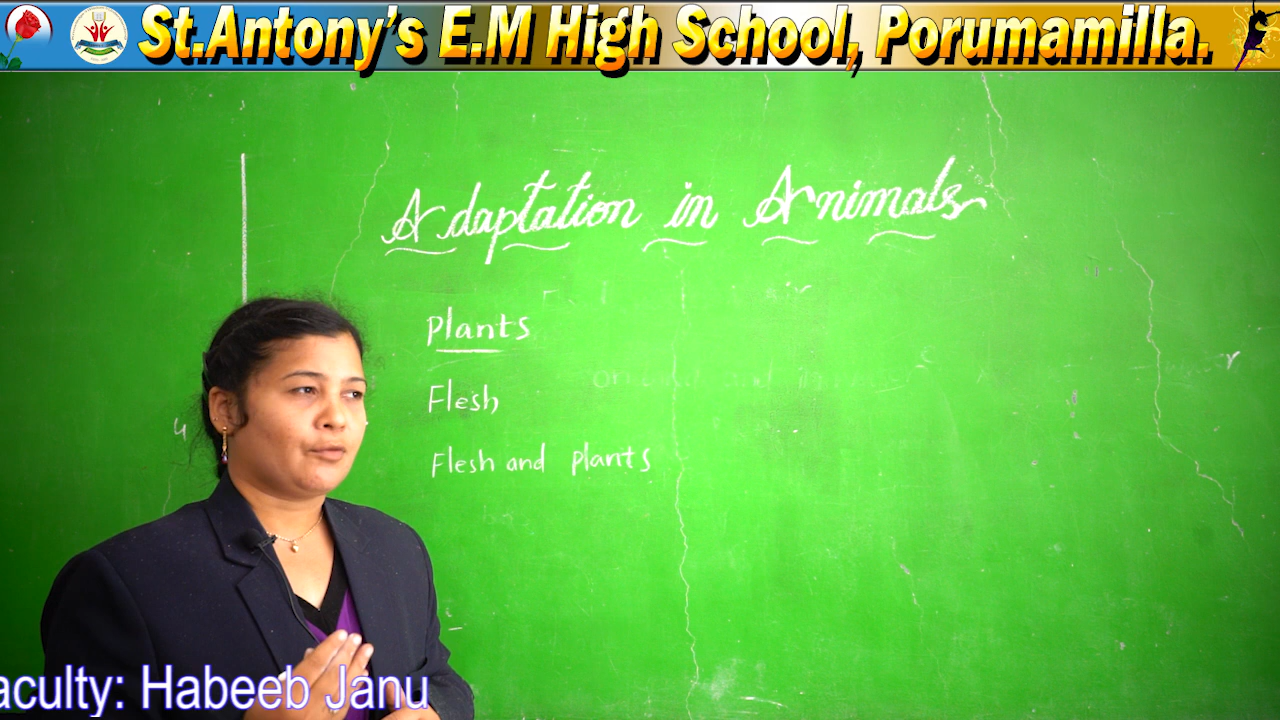 St.Antony's E.M High School, Porumamilla.
Adaptation in Animals
plants
Flesh
Flesh and plants
aculty: Habeeb Janu